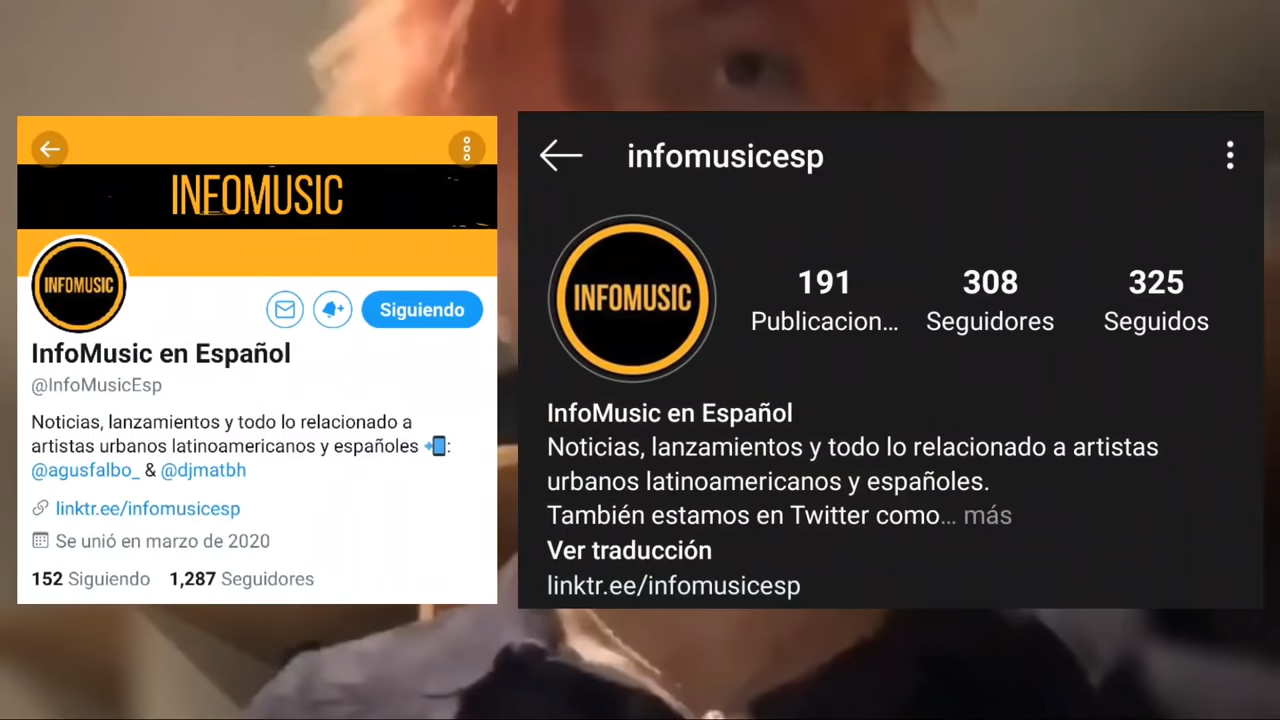 INFOMUSIC
INFOMUSIC
Siguiendo
InfoMusic en Español
@InfoMusicEsp
Noticias, lanzamientos y todo lo relacionado a
artistas urbanos latinoamericanos y españoles 📲:
@agusfalbo_ & @djmatbh
linktr.ee/infomusicesp
Se unió en marzo de 2020
152 Siguiendo 1,287 Seguidores
infomusicesp
INFOMUSIC
191 308 325
Publicacion... Seguidores Seguidos
InfoMusic en Español
Noticias, lanzamientos y todo lo relacionado a artistas
urbanos latinoamericanos y españoles.
También estamos en Twitter como... más
Ver traducción
linktr.ee/infomusicesp